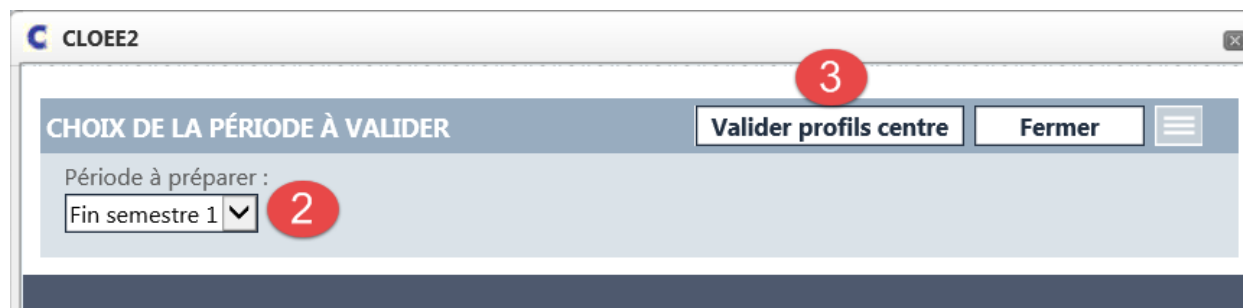 CLOEE2
3
CHOIX DE LA PÉRIODE À VALIDER Valider profils centre Fermer
Période à préparer :
Fin semestre 1 2